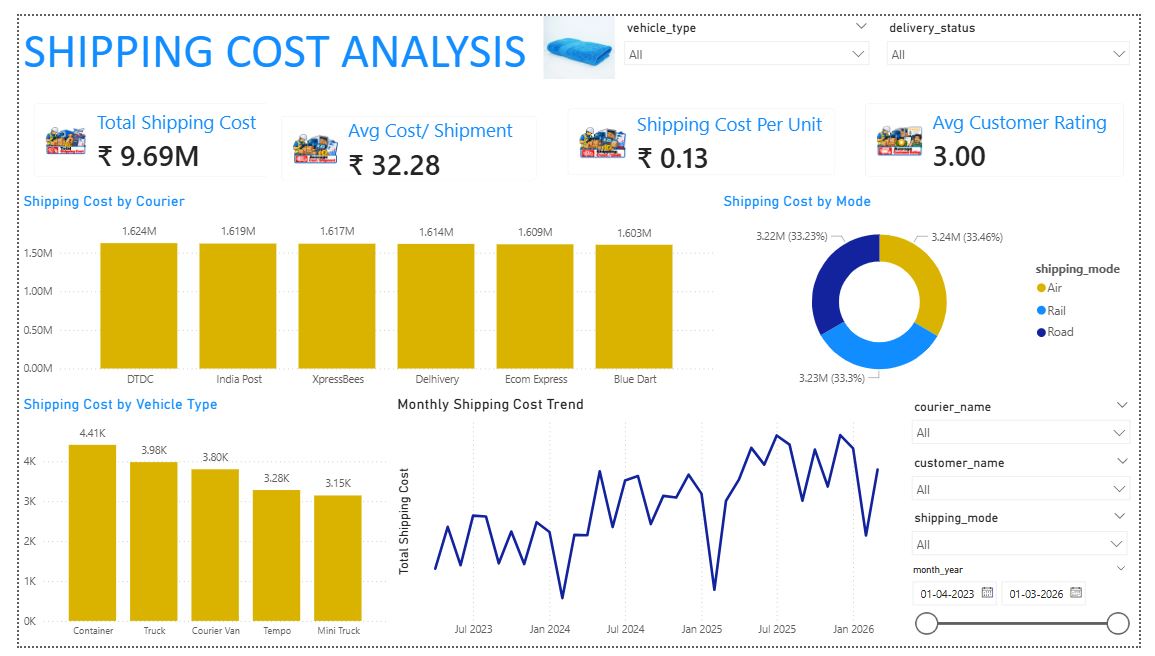 SHIPPING COST ANALYSIS
vehicle_type
All
delivery_status
All
Total Shipping Cost
₹ 9.69M
Avg Cost/ Shipment
₹ 32.28
Shipping Cost Per Unit
₹ 0.13
Avg Customer Rating
3.00
Shipping Cost by Courier
1.624M 1.619M 1.617M 1.614M 1.609M 1.603M
1.50M
1.00M
0.50M
0.00M
DTDC India Post XpressBees Delhivery Ecom Express Blue Dart
Shipping Cost by Mode
3.22M (33.23%)
3.24M (33.46%)
3.23M (33.3%)
shipping_mode
Air
Rail
Road
Shipping Cost by Vehicle Type
4.41K 3.98K 3.80K 3.28K 3.15K
4K
3K
2K
1K
0K
Container Truck Courier Van Tempo Mini Truck
Monthly Shipping Cost Trend
Total Shipping Cost
Jul 2023 Jan 2024 Jul 2024 Jan 2025 Jul 2025 Jan 2026
courier_name
All
customer_name
All
shipping_mode
All
month_year
01-04-2023 01-03-2026